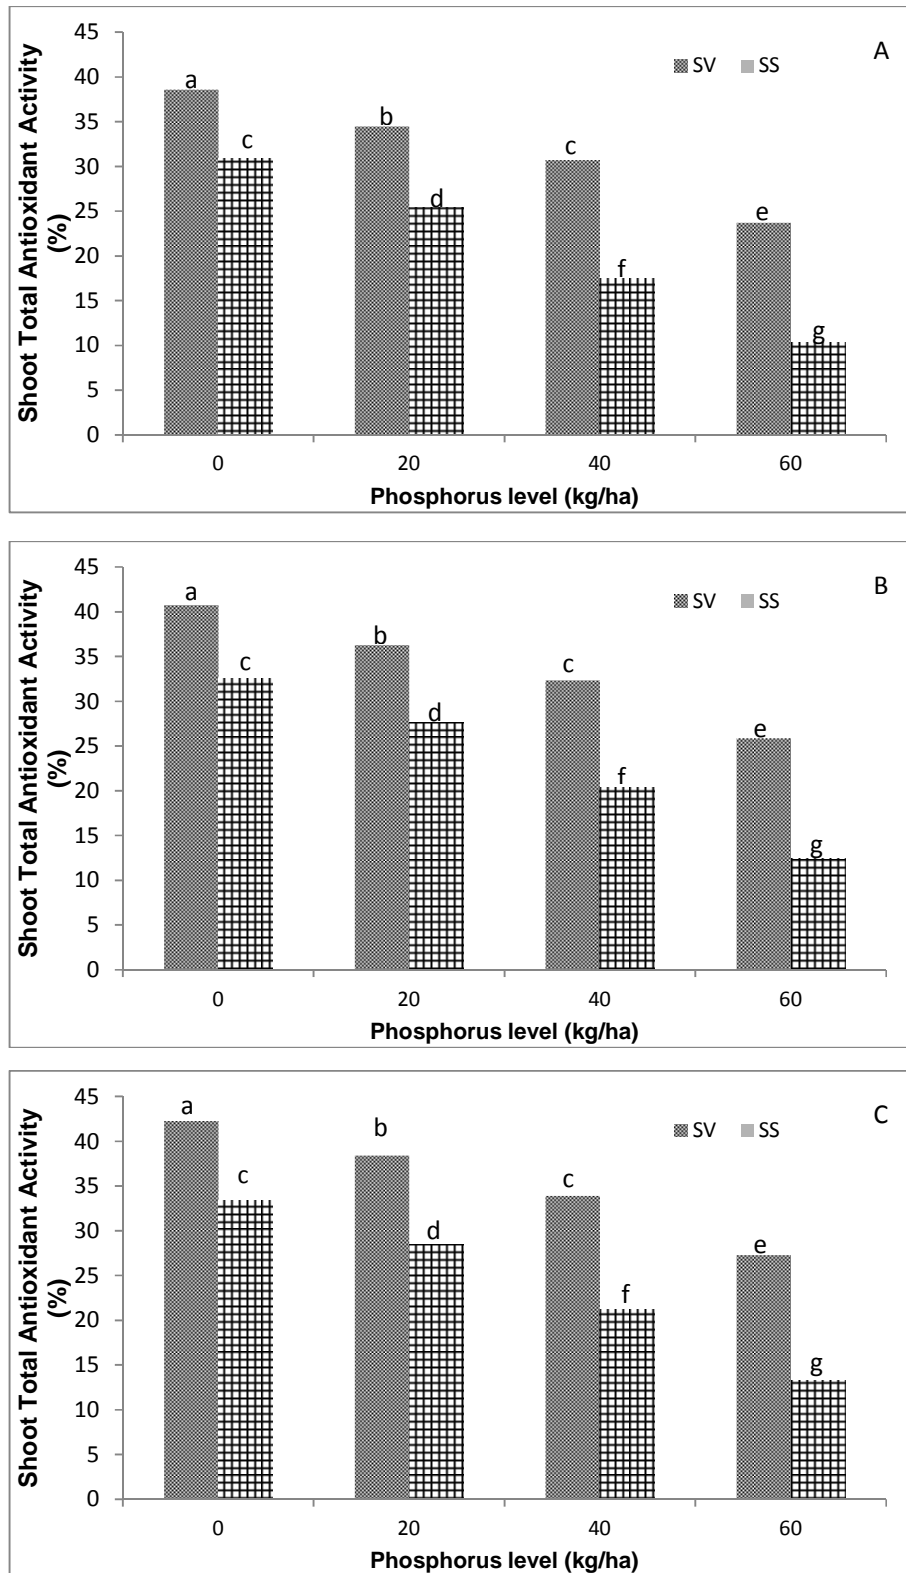 A
SV SS
Shoot Total Antioxidant Activity
(%)
45
40
35
30
25
20
15
10
5
0
a
c
b
d
c
f
e
g
0 20 40 60
Phosphorus level (kg/ha)
B
SV SS
Shoot Total Antioxidant Activity
(%)
45
40
35
30
25
20
15
10
5
0
a
c
b
d
c
f
e
g
0 20 40 60
Phosphorus level (kg/ha)
C
SV SS
Shoot Total Antioxidant Activity
(%)
45
40
35
30
25
20
15
10
5
0
a
c
b
d
c
f
e
g
0 20 40 60
Phosphorus level (kg/ha)